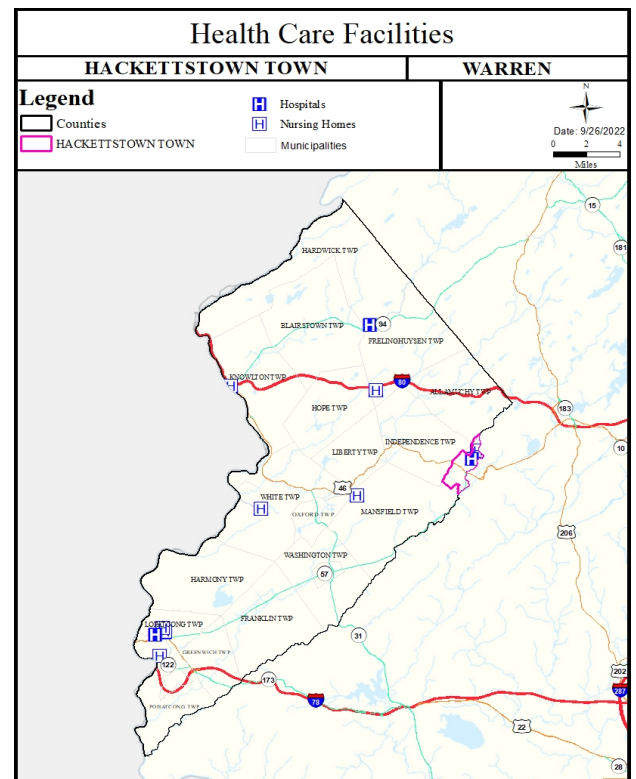 Health Care Facilities
HACKETTSTOWN TOWN
WARREN
Legend
Counties
HACKETTSTOWN TOWN
H Hospitals
H Nursing Homes
Municipalities
N
Date: 9/26/2022
0 2 4
Miles
15
181
HARDWICK TWP
BLAIRSTOWN TWP
H
94
FRELINGHUYSEN TWP
KNOWLTON TWP
H
H
80
ALLAMUCHY TWP
HOPE TWP
183
10
INDEPENDENCE TWP
LIBERTY TWP
H
46
H
WHITE TWP
H
OXFORD TWP
MANSFIELD TWP
206
WASHINGTON TWP
57
HARMONY TWP
FRANKLIN TWP
LOPATCONG TWP
H
31
GREENWICH TWP
H
122
173
202
287
78
POHATCONG TWP
22
28